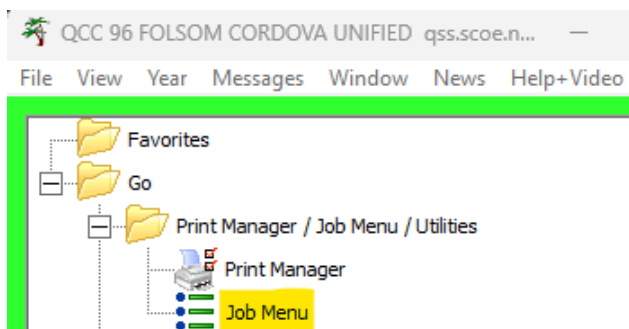 QCC 96 FOLSOM CORDOVA UNIFIED qss.scoe.n...
File View Year Messages Window News Help+Video
Favorites
Go
Print Manager / Job Menu / Utilities
Print Manager
Job Menu